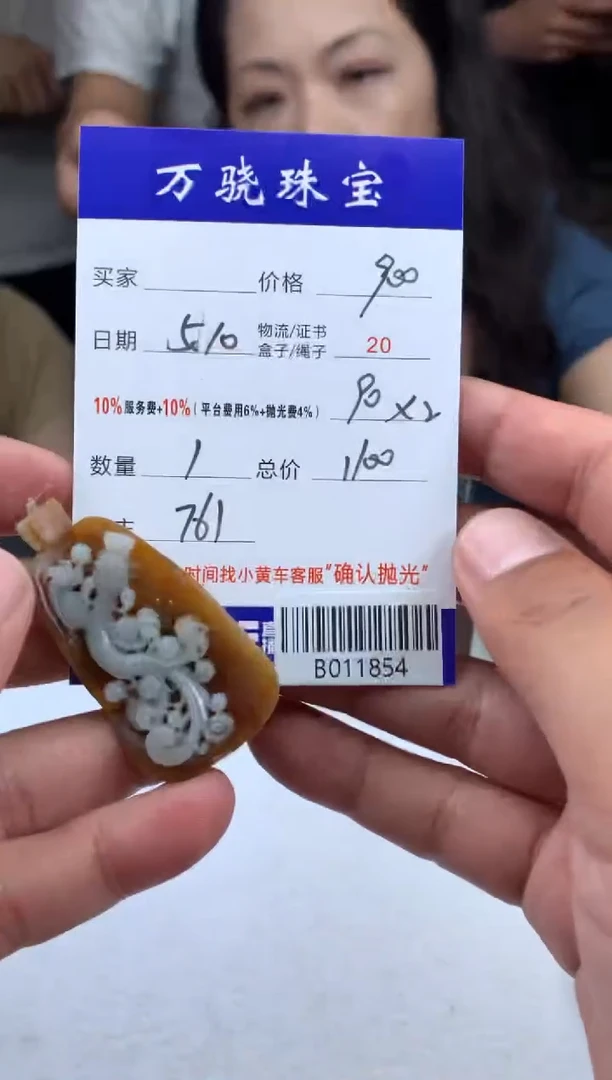 万骁珠宝
买家 价格 900
日期 5/10 物流/证书 盒子/绳子 20
10%服务费+10%(平台费用6%+抛光费4%) 90 x2
数量 1 总价 1100
主 761
时间找小黄车客服"确认抛光"
B011854